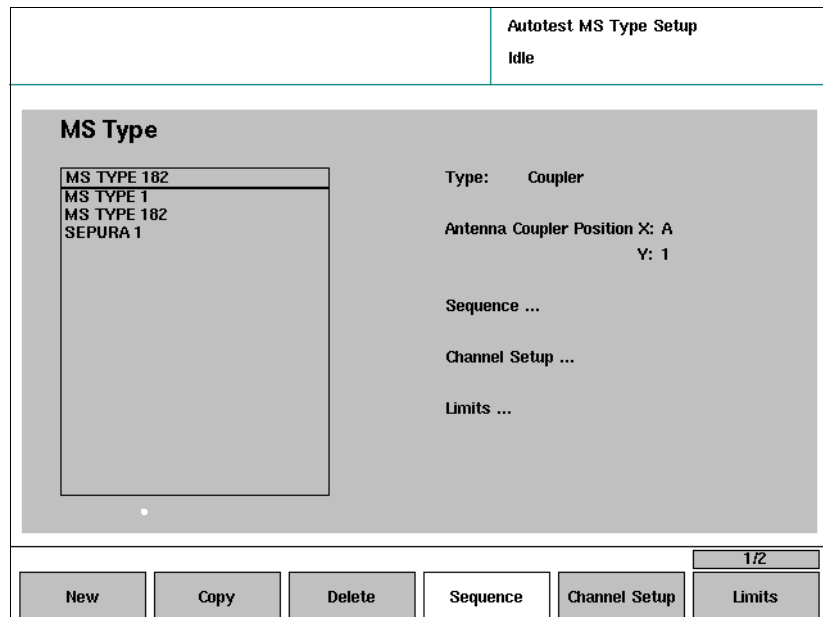 Autotest MS Type Setup
Idle
MS Type
MS TYPE 182
MS TYPE 1
MS TYPE 182
SEPURA 1
Type: Coupler
Antenna Coupler Position X: A
Y: 1
Sequence ...
Channel Setup ...
Limits ...
1/2
New Copy Delete Sequence Channel Setup Limits